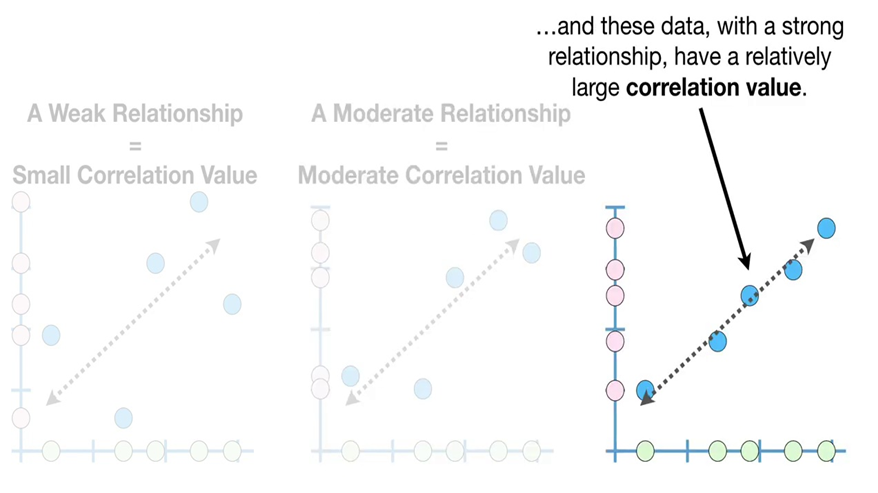 …and these data, with a strong
relationship, have a relatively
large correlation value.
A Weak Relationship
=
Small Correlation Value
A Moderate Relationship
=
Moderate Correlation Value